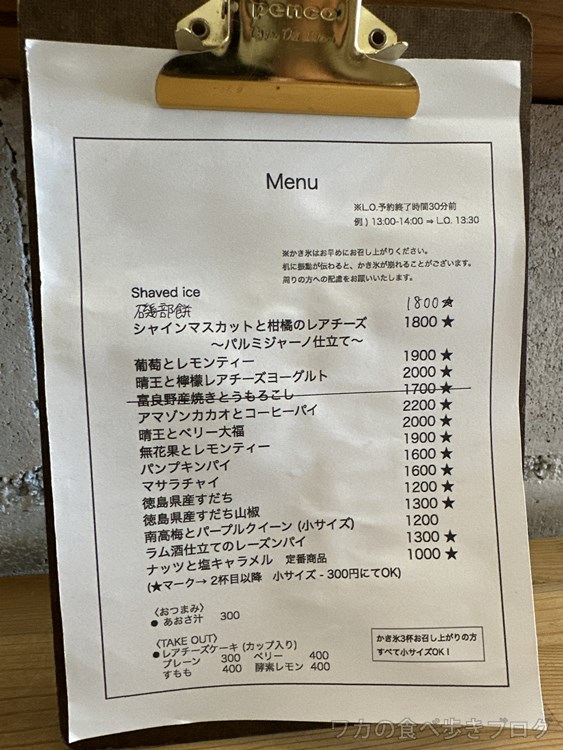 penco
Menu
※L.O.予約終了時間30分前
例.) 13:00-14:00 ⇒ L.O. 13:30
※かき氷はお早めにお召し上がりください。
机に振動が伝わると、かき氷が崩れることがございます。
周りの方への配慮をお願いいたします。
Shaved ice
磯部餅 1800★
シャインマスカットと柑橘のレアチーズ 1800 ★
〜パルミジャーノ仕立て〜
葡萄とレモンティー 1900 ★
晴王と檸檬レアチーズヨーグルト 2000 ★
富良野産焼きとうもろこし 1700 ★
アマゾンカカオとコーヒーパイ 2200 ★
晴王とベリー大福 2000 ★
無花果とレモンティー 1900 ★
パンプキンパイ 1600 ★
マサラチャイ 1600 ★
徳島県産すだち 1200 ★
徳島県産すだち山椒 1300 ★
南高梅とパープルクイーン (小サイズ) 1200
ラム酒仕立てのレーズンパイ 1300 ★
ナッツと塩キャラメル 定番商品 1000 ★
(★マーク→ 2杯目以降 小サイズ - 300円にてOK)
〈おつまみ〉
● あおさ汁 300
〈TAKE OUT〉
●レアチーズケーキ (カップ入り)
プレーン 300 ベリー 400
すもも 400 酵素レモン 400
かき氷3杯お召し上がりの方
すべて小サイズOK！
ワカの食べ歩きブログ